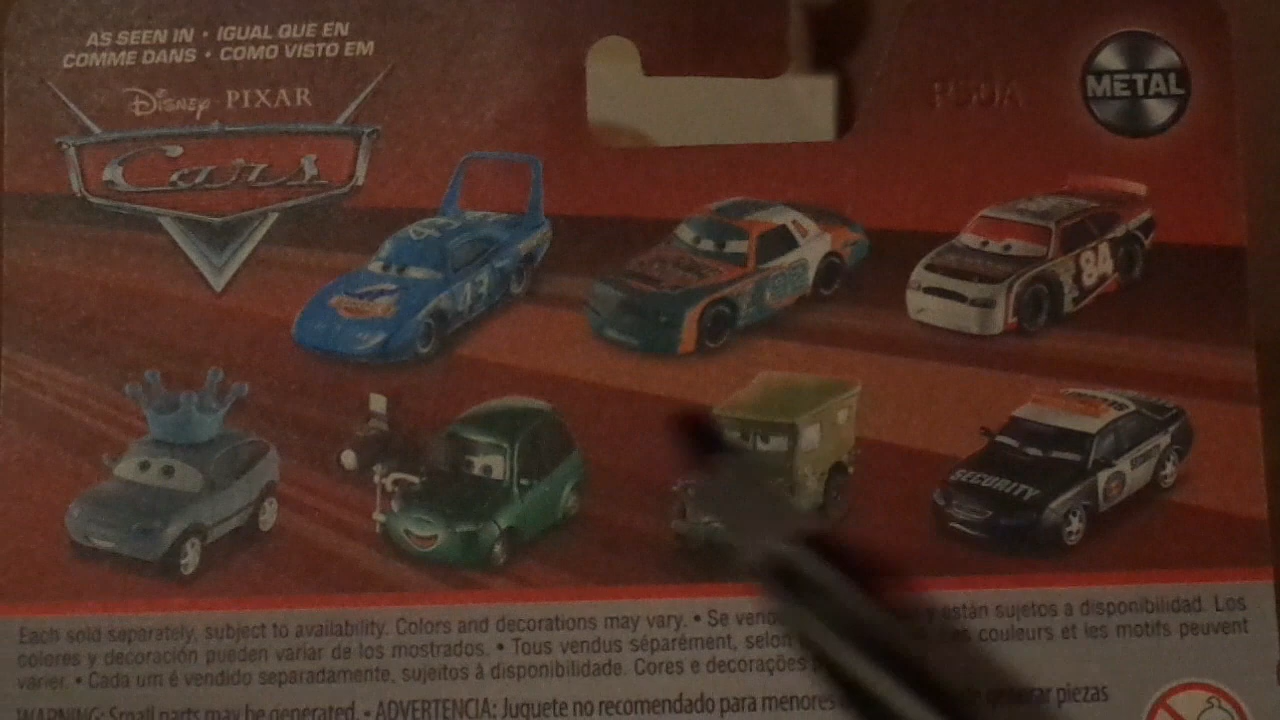 AS SEEN IN • IGUAL QUE EN
COMME DANS • COMO VISTO EM
Disney PIXAR
Cars
METAL
43
43
84
SECURITY
Each sold separately, subject to availability. Colors and decorations may vary. • Se y están sujetos a disponibilidad. Los
colores y decoración pueden variar de los mostrados. • Tous vendus séparément, selon couleurs et les motifs peuvent
varier. • Cada um é vendido separadamente, sujeitos à disponibilidade. Cores e decorações
WARNING: Small parts may be generated. • ADVERTENCIA: Juguete no recomendado para menores piezas